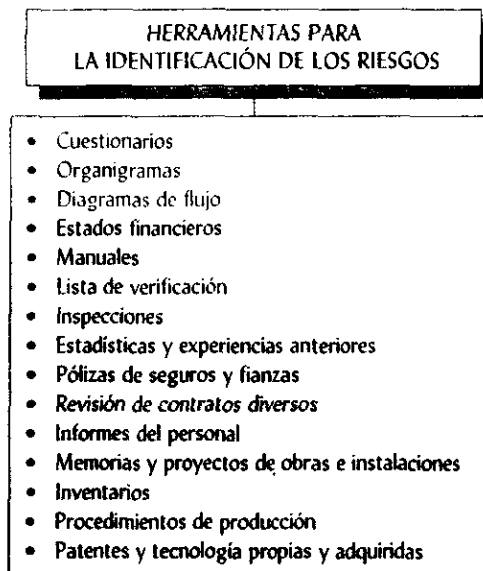 HERRAMIENTAS PARA
LA IDENTIFICACIÓN DE LOS RIESGOS
• Cuestionarios
• Organigramas
• Diagramas de flujo
• Estados financieros
• Manuales
• Lista de verificación
• Inspecciones
• Estadísticas y experiencias anteriores
• Pólizas de seguros y fianzas
• Revisión de contratos diversos
• Informes del personal
• Memorias y proyectos de obras e instalaciones
• Inventarios
• Procedimientos de producción
• Patentes y tecnología propias y adquiridas